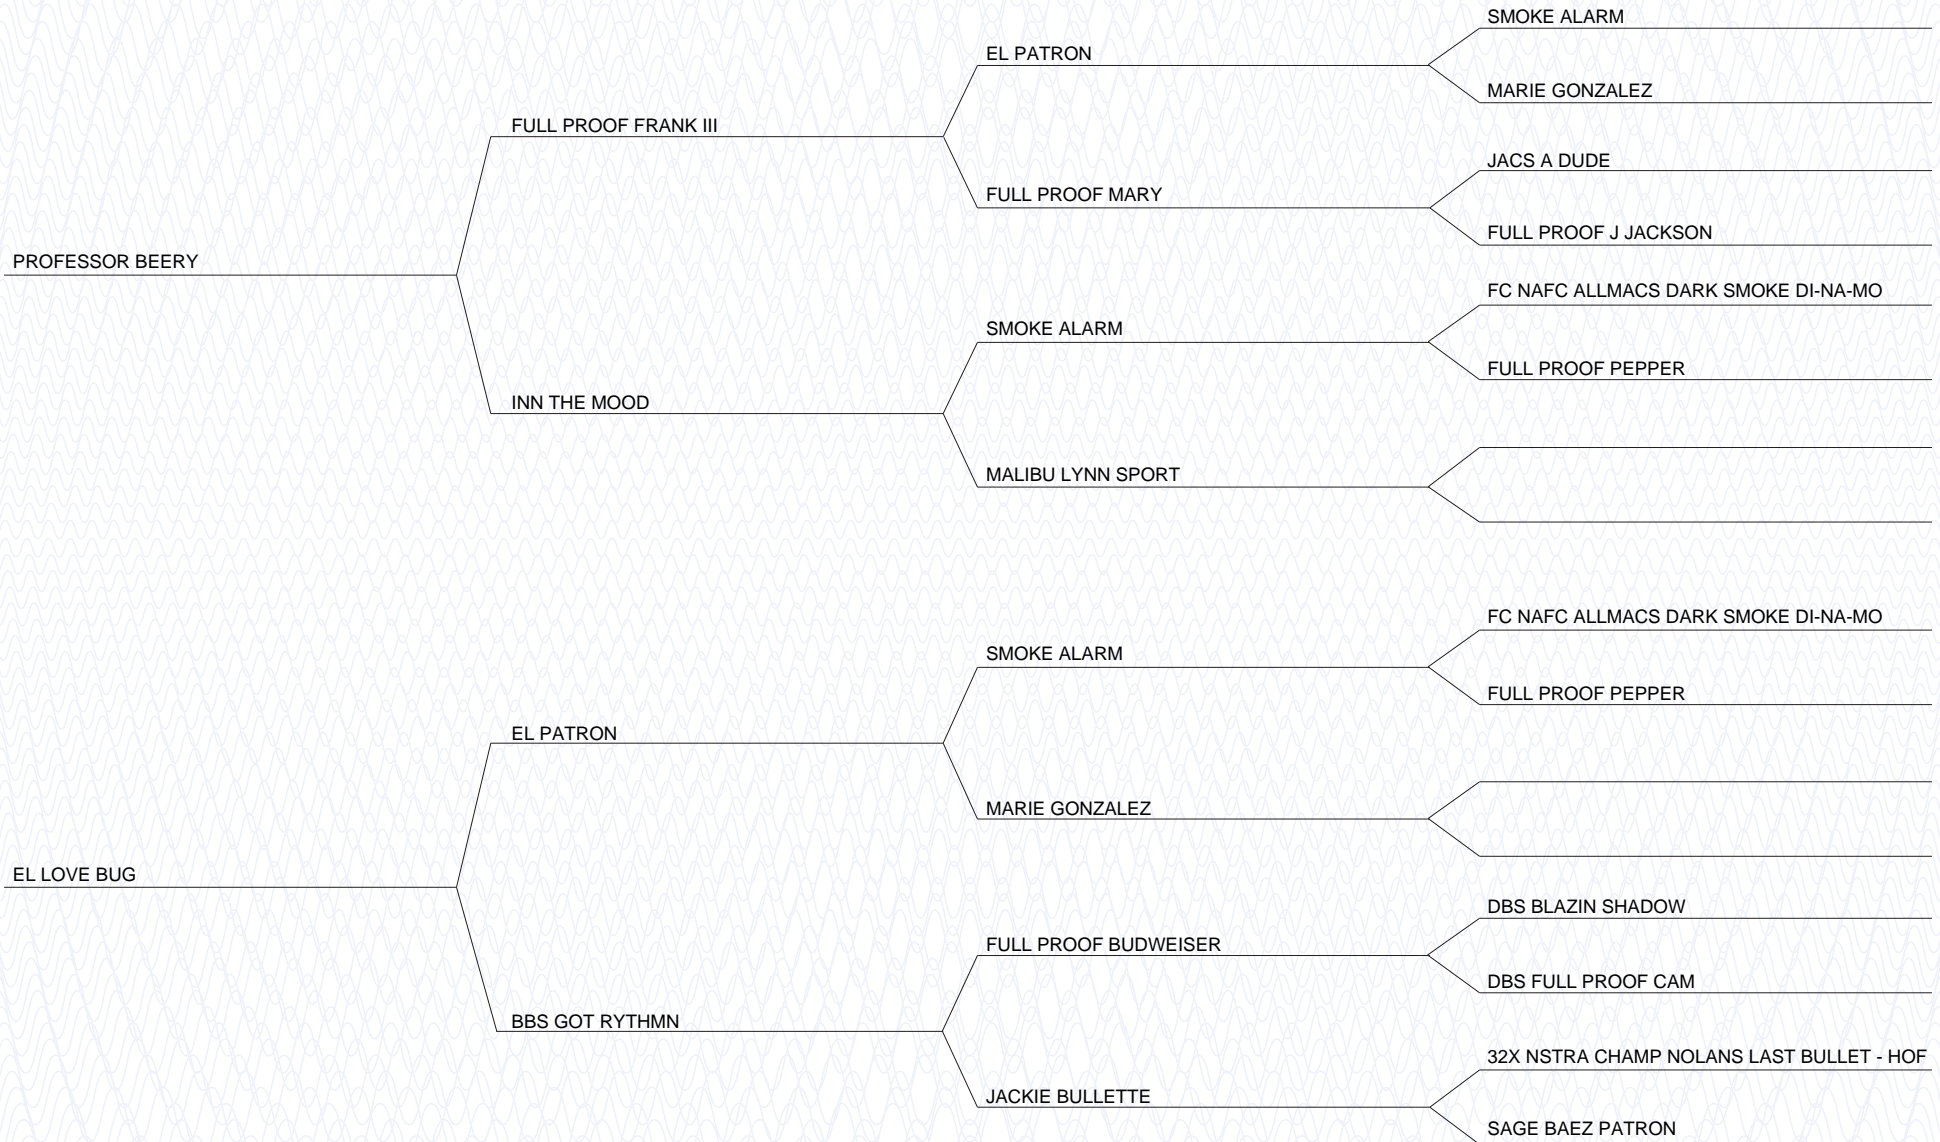 SMOKE ALARM
EL PATRON
MARIE GONZALEZ
FULL PROOF FRANK III
JACS A DUDE
FULL PROOF MARY
FULL PROOF J JACKSON
PROFESSOR BEERY
FC NAFC ALLMACS DARK SMOKE DI-NA-MO
SMOKE ALARM
FULL PROOF PEPPER
INN THE MOOD
MALIBU LYNN SPORT
FC NAFC ALLMACS DARK SMOKE DI-NA-MO
SMOKE ALARM
FULL PROOF PEPPER
EL PATRON
MARIE GONZALEZ
EL LOVE BUG
DBS BLAZIN SHADOW
FULL PROOF BUDWEISER
DBS FULL PROOF CAM
BBS GOT RYTHMN
32X NSTRA CHAMP NOLANS LAST BULLET - HOF
JACKIE BULLETTE
SAGE BAEZ PATRON